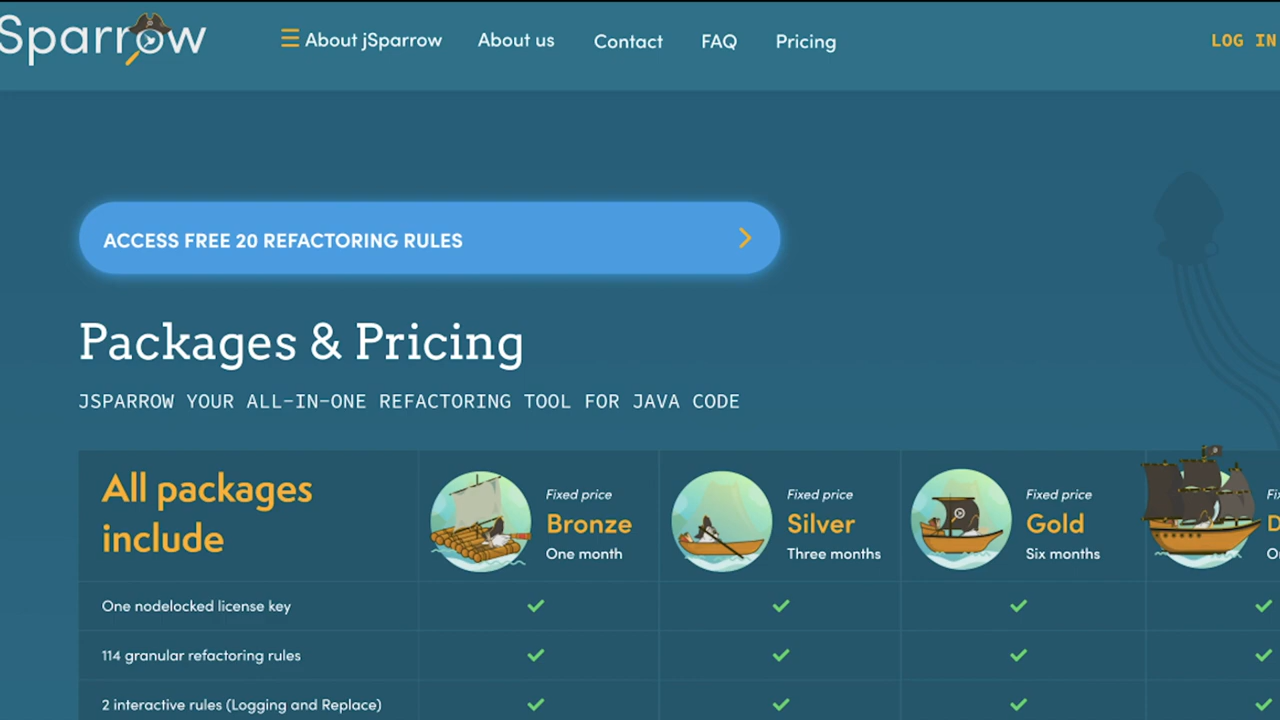 Sparrow
About jSparrow
About us
Contact
FAQ
Pricing
LOG IN
ACCESS FREE 20 REFACTORING RULES
Packages & Pricing
JSPARROW YOUR ALL-IN-ONE REFACTORING TOOL FOR JAVA CODE
All packages
include
Fixed price
Bronze
One month
Fixed price
Silver
Three months
Fixed price
Gold
Six months
One nodelocked license key
114 granular refactoring rules
2 interactive rules (Logging and Replace)